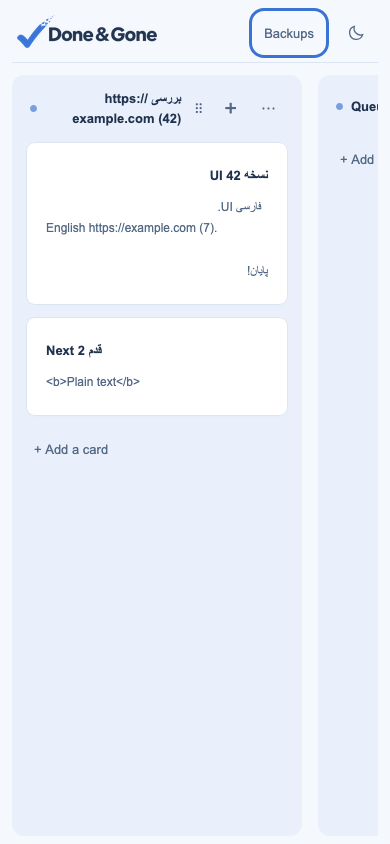 Done & Gone
Backups
بررسی https://
example.com (42)
نسخه 42 UI
فارسی UI.
English https://example.com (7).
پایان!
Next 2 قدم
<b>Plain text</b>
+ Add a card
+ Add